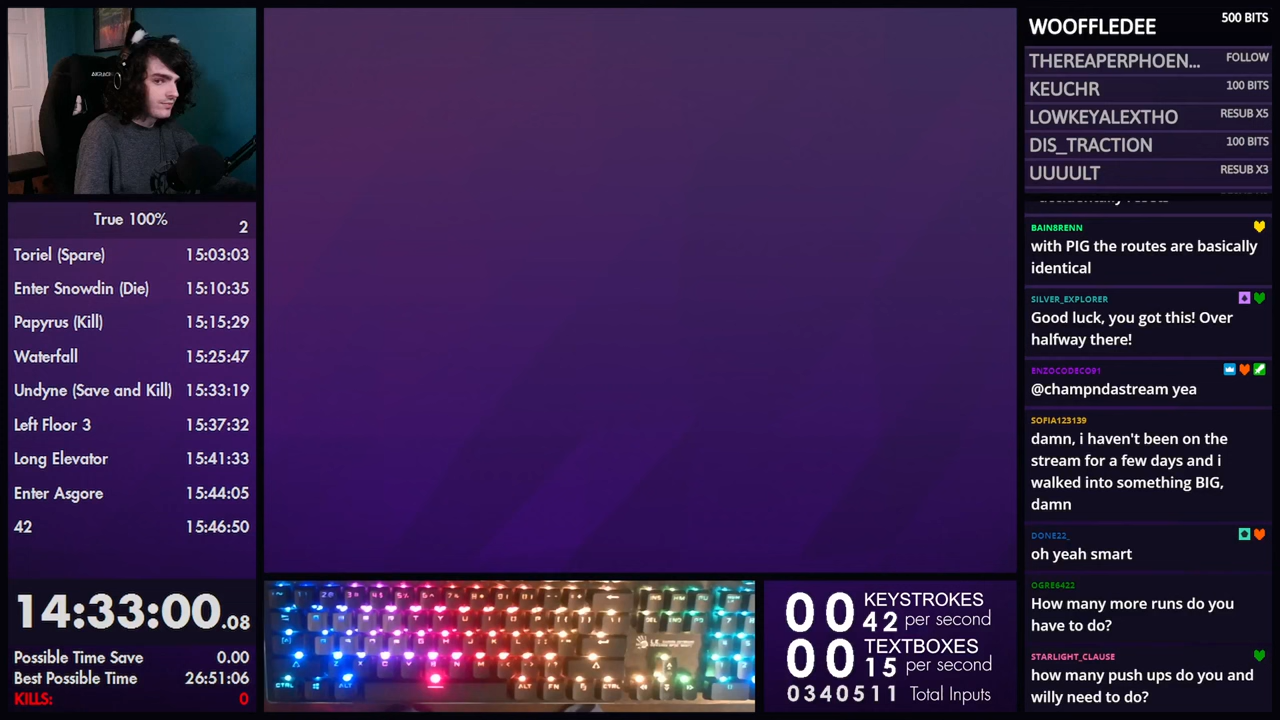 True 100%
2
Toriel (Spare) 15:03:03
Enter Snowdin (Die) 15:10:35
Papyrus (Kill) 15:15:29
Waterfall 15:25:47
Undyne (Save and Kill) 15:33:19
Left Floor 3 15:37:32
Long Elevator 15:41:33
Enter Asgore 15:44:05
42 15:46:50
14:33:00.08
Possible Time Save 0.00
Best Possible Time 26:51:06
KILLS: 0
00 KEYSTROKES
42 per second
00 TEXTBOXES
15 per second
0340511 Total Inputs
WOOFFLEDEE 500 BITS
THEREAPERPHOEN... FOLLOW
KEUCHR 100 BITS
LOWKEYALEXTHO RESUB X5
DIS_TRACTION 100 BITS
UUUULT RESUB X3
BAIN8RENN
with PIG the routes are basically
identical
SILVER_EXPLORER
Good luck, you got this! Over
halfway there!
ENZOCODECO91
@champndastream yea
SOFIA123139
damn, i haven't been on the
stream for a few days and i
walked into something BIG,
damn
DONE22_
oh yeah smart
OGRE6422
How many more runs do you
have to do?
STARLIGHT_CLAUSE
how many push ups do you and
willy need to do?